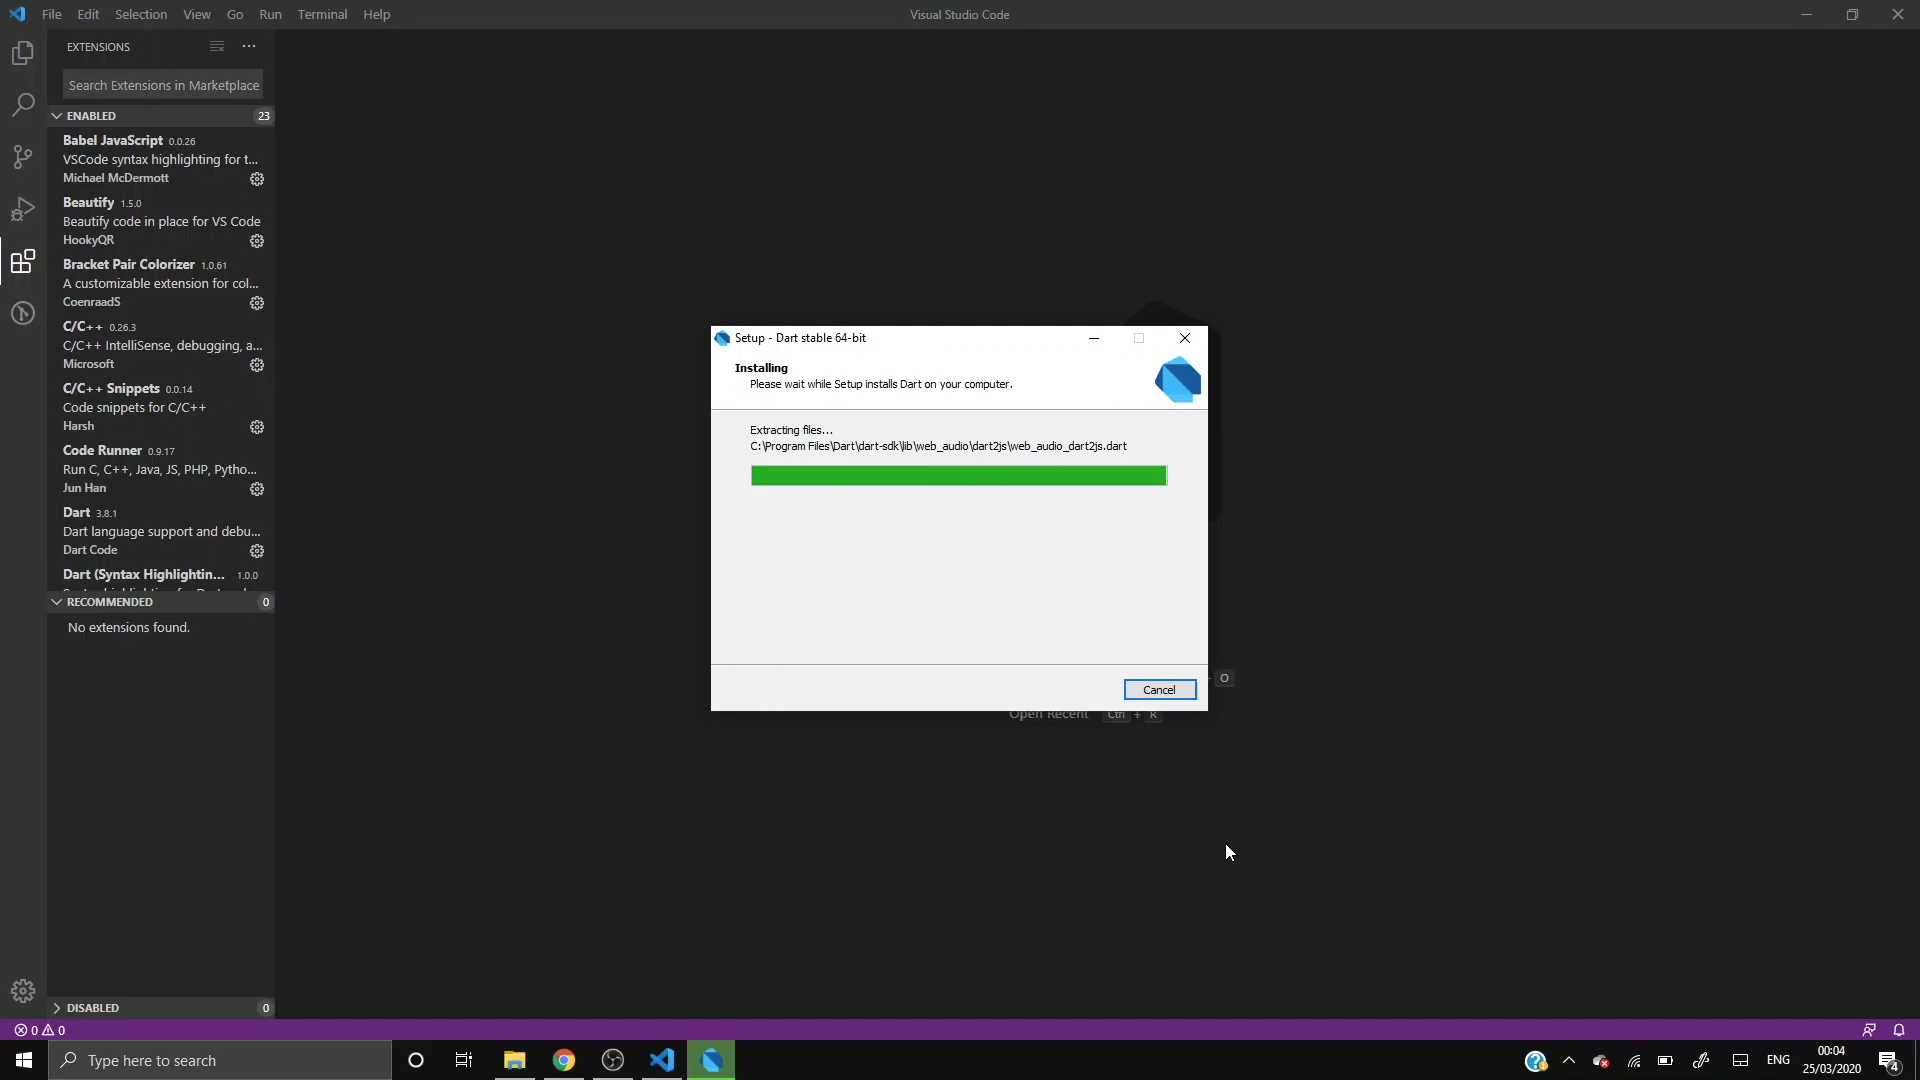 File Edit Selection View Go Run Terminal Help
Visual Studio Code
EXTENSIONS
Search Extensions in Marketplace
ENABLED 23
Babel JavaScript 0.0.26
VSCode syntax highlighting for t...
Michael McDermott
Beautify 1.5.0
Beautify code in place for VS Code
HookyQR
Bracket Pair Colorizer 1.0.61
A customizable extension for col...
CoenraadS
C/C++ 0.26.3
C/C++ IntelliSense, debugging, a...
Microsoft
C/C++ Snippets 0.0.14
Code snippets for C/C++
Harsh
Code Runner 0.9.17
Run C, C++, Java, JS, PHP, Pytho...
Jun Han
Dart 3.8.1
Dart language support and debu...
Dart Code
Dart (Syntax Highlightin... 1.0.0
RECOMMENDED 0
No extensions found.
DISABLED 0
Setup - Dart stable 64-bit
Installing
Please wait while Setup installs Dart on your computer.
Extracting files...
C:\Program Files\Dart\dart-sdk\lib\web_audio\dart2js\web_audio_dart2js.dart
Cancel
O
Open Recent Ctrl + R
0 0
Type here to search
ENG
00:04
25/03/2020
4